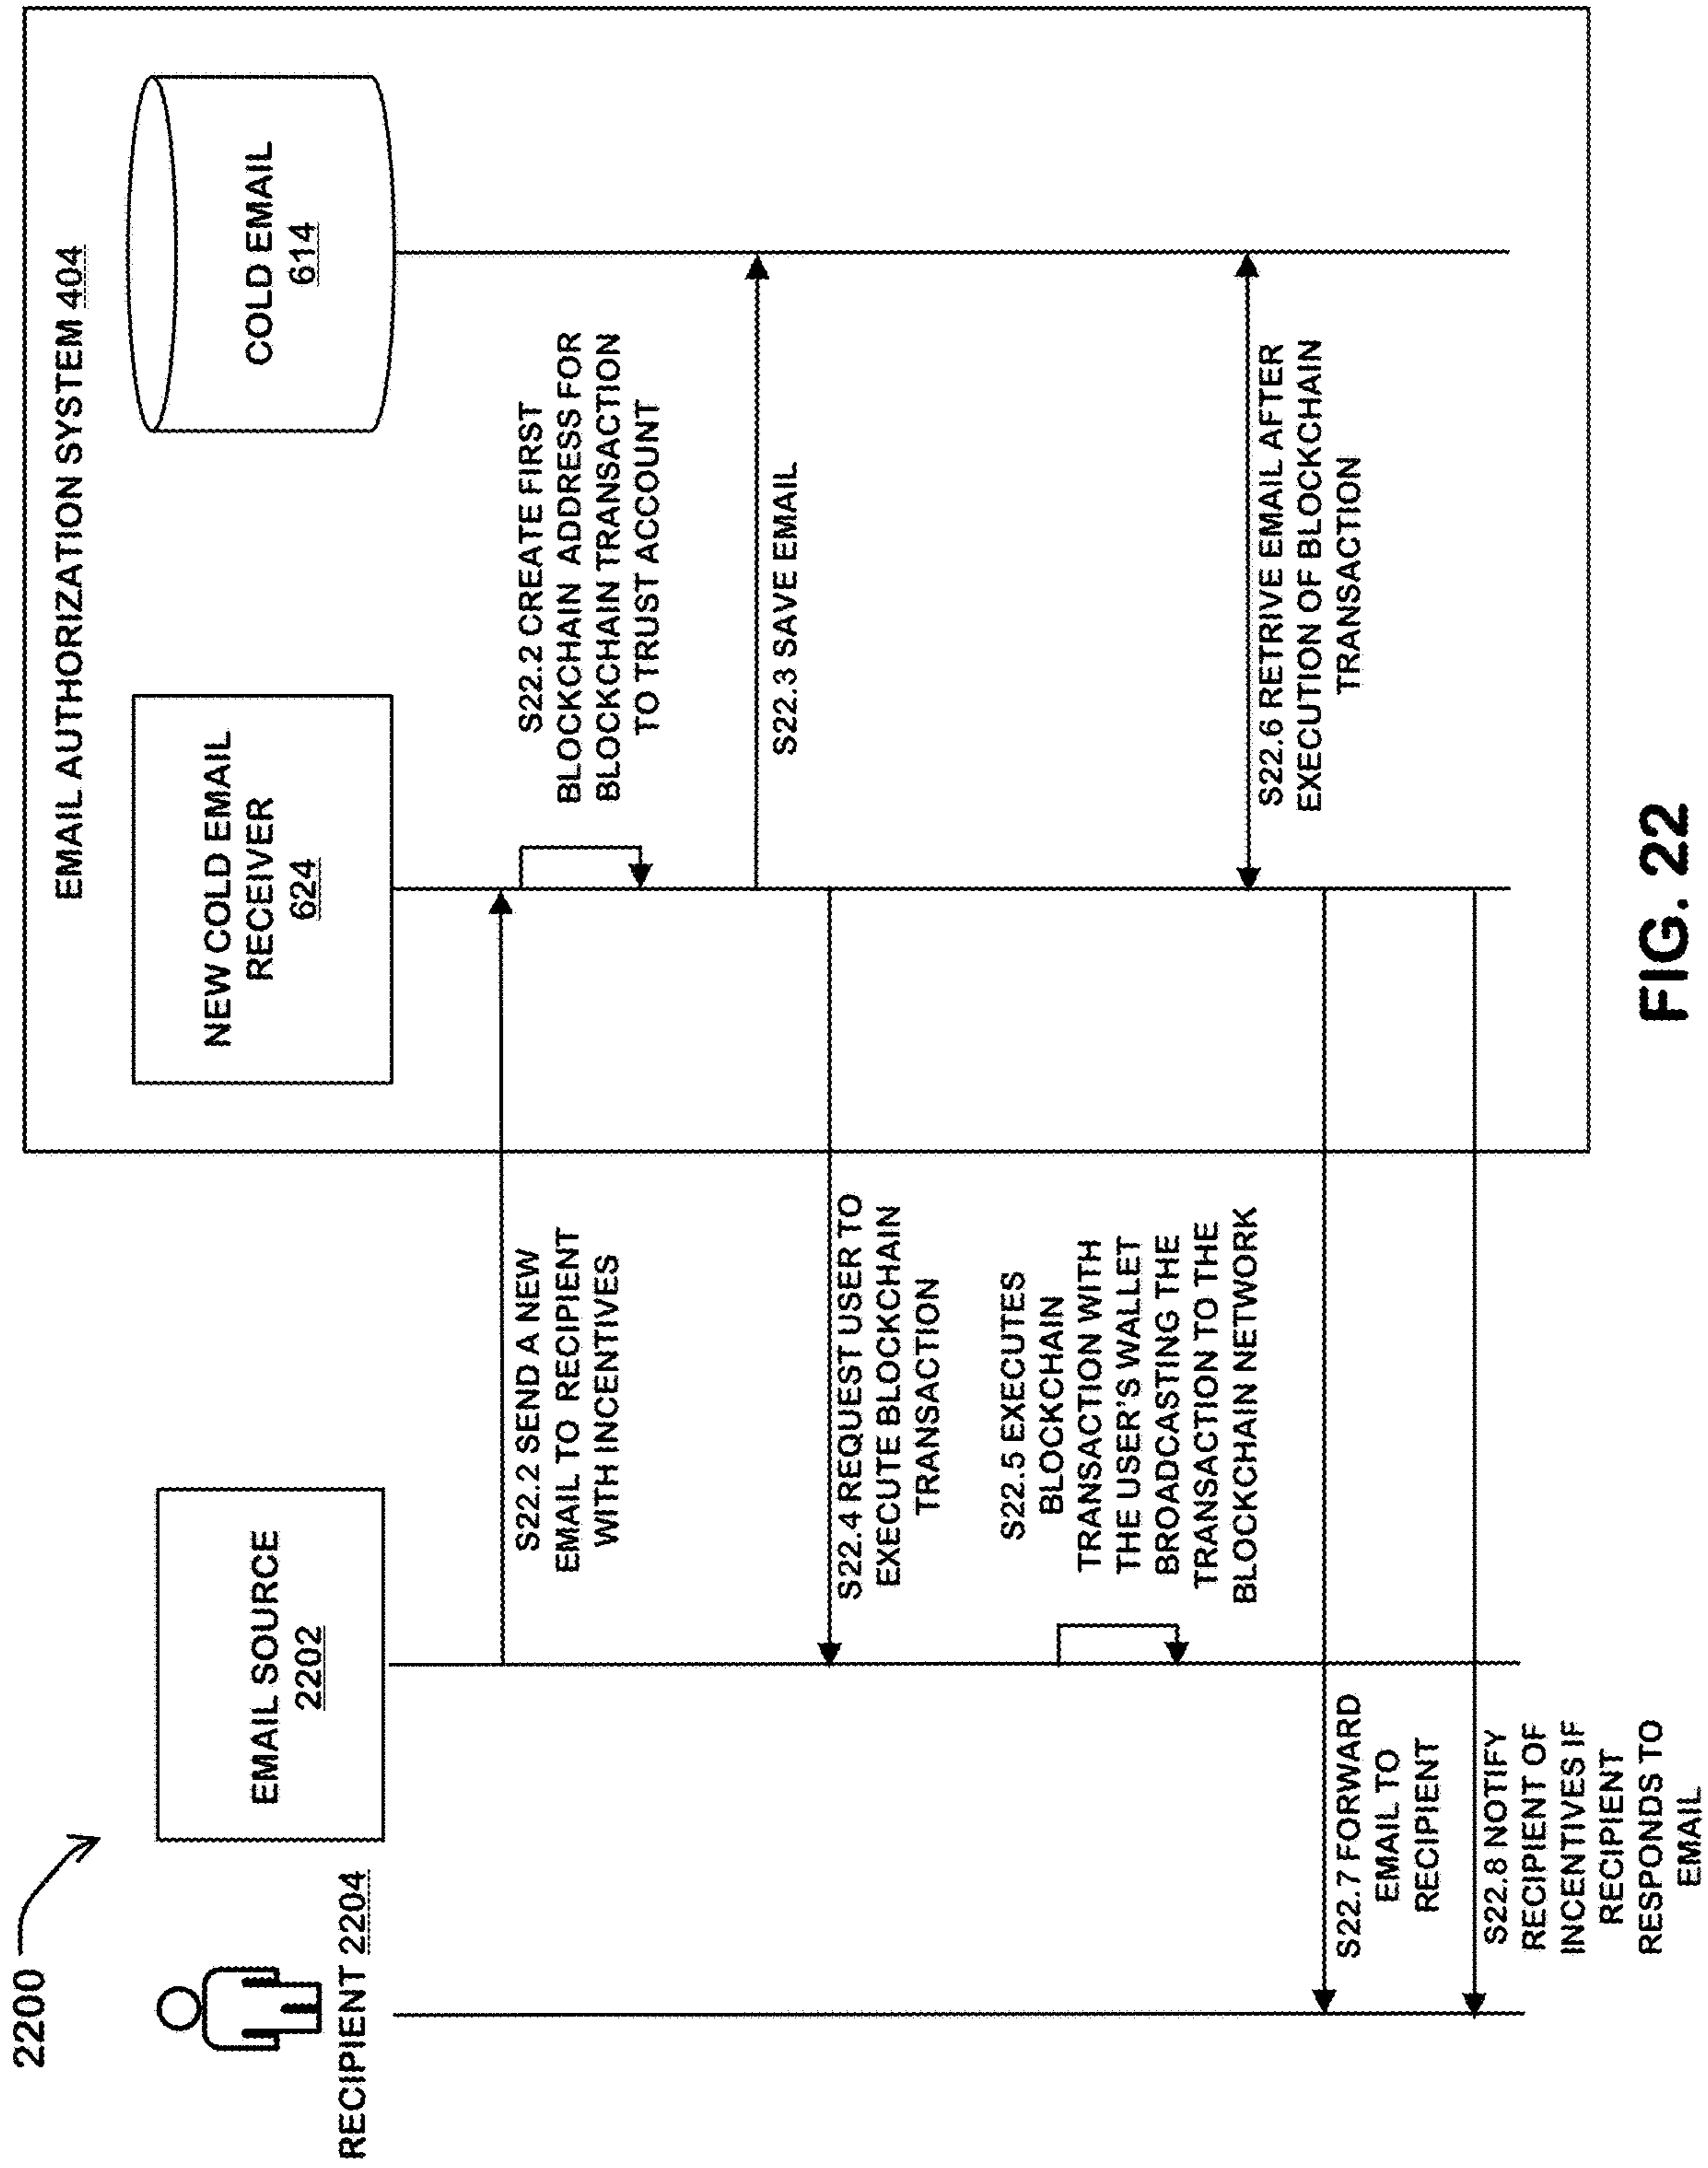 2200
EMAIL AUTHORIZATION SYSTEM 404
RECIPIENT 2204
EMAIL SOURCE
2202
NEW COLD EMAIL
RECEIVER
624
COLD EMAIL
614
S22.2 SEND A NEW
EMAIL TO RECIPIENT
WITH INCENTIVES
S22.2 CREATE FIRST
BLOCKCHAIN ADDRESS FOR
BLOCKCHAIN TRANSACTION
TO TRUST ACCOUNT
S22.3 SAVE EMAIL
S22.4 REQUEST USER TO
EXECUTE BLOCKCHAIN
TRANSACTION
S22.5 EXECUTES
BLOCKCHAIN
TRANSACTION WITH
THE USER'S WALLET
BROADCASTING THE
TRANSACTION TO THE
BLOCKCHAIN NETWORK
S22.6 RETRIVE EMAIL AFTER
EXECUTION OF BLOCKCHAIN
TRANSACTION
S22.7 FORWARD
EMAIL TO
RECIPIENT
S22.8 NOTIFY
RECIPIENT OF
INCENTIVES IF
RECIPIENT
RESPONDS TO
EMAIL
FIG. 22